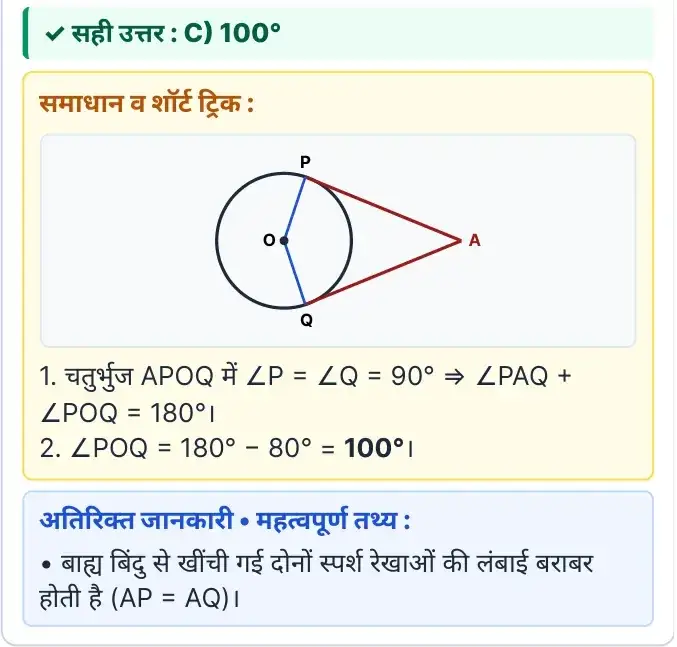 ✓ सही उत्तर : C) 100°
समाधान व शॉर्ट ट्रिक :
P
O
A
Q
1. चतुर्भुज APOQ में ∠P = ∠Q = 90° ⇒ ∠PAQ +
∠POQ = 180°।
2. ∠POQ = 180° − 80° = 100°।
अतिरिक्त जानकारी • महत्वपूर्ण तथ्य :
• बाह्य बिंदु से खींची गई दोनों स्पर्श रेखाओं की लंबाई बराबर
होती है (AP = AQ)।